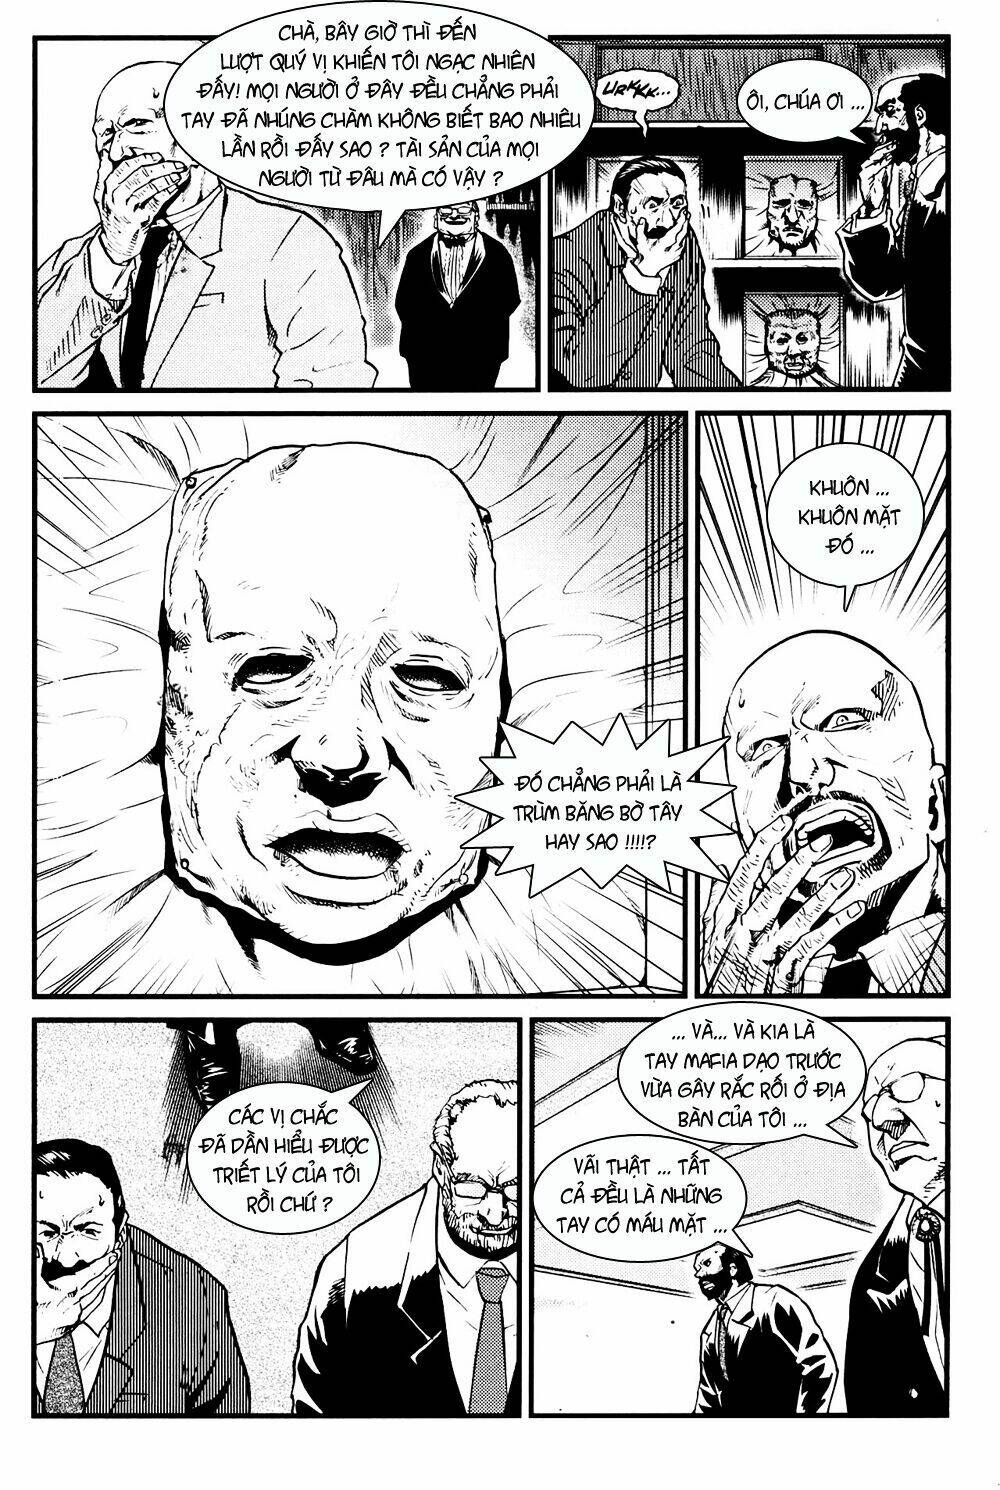 CHÀ, BÂY GIỜ THÌ ĐẾN
LƯỢT QUÝ VỊ KHIẾN TÔI NGẠC NHIÊN
ĐẤY! MỌI NGƯỜI Ở ĐÂY ĐỀU CHẲNG PHẢI
TAY ĐÃ NHÚNG CHÀM KHÔNG BIẾT BAO NHIÊU
LẦN RỒI ĐẤY SAO ? TÀI SẢN CỦA MỌI
NGƯỜI TỪ ĐÂU MÀ CÓ VẬY ?
URKKK...
ÔI, CHÚA ƠI ...
KHUÔN ...
KHUÔN MẶT
ĐÓ ...
ĐÓ CHẲNG PHẢI LÀ
TRÙM BĂNG BỜ TÂY
HAY SAO !!!!?
CÁC VỊ CHẮC
ĐÃ DẦN HIỂU ĐƯỢC
TRIẾT LÝ CỦA TÔI
RỒI CHỨ ?
... VÀ... VÀ KIA LÀ
TAY MAFIA DẠO TRƯỚC
VỪA GÂY RẮC RỐI Ở ĐỊA
BÀN CỦA TÔI ...
VÃI THẬT ... TẤT
CẢ ĐỀU LÀ NHỮNG
TAY CÓ MÁU MẶT ...